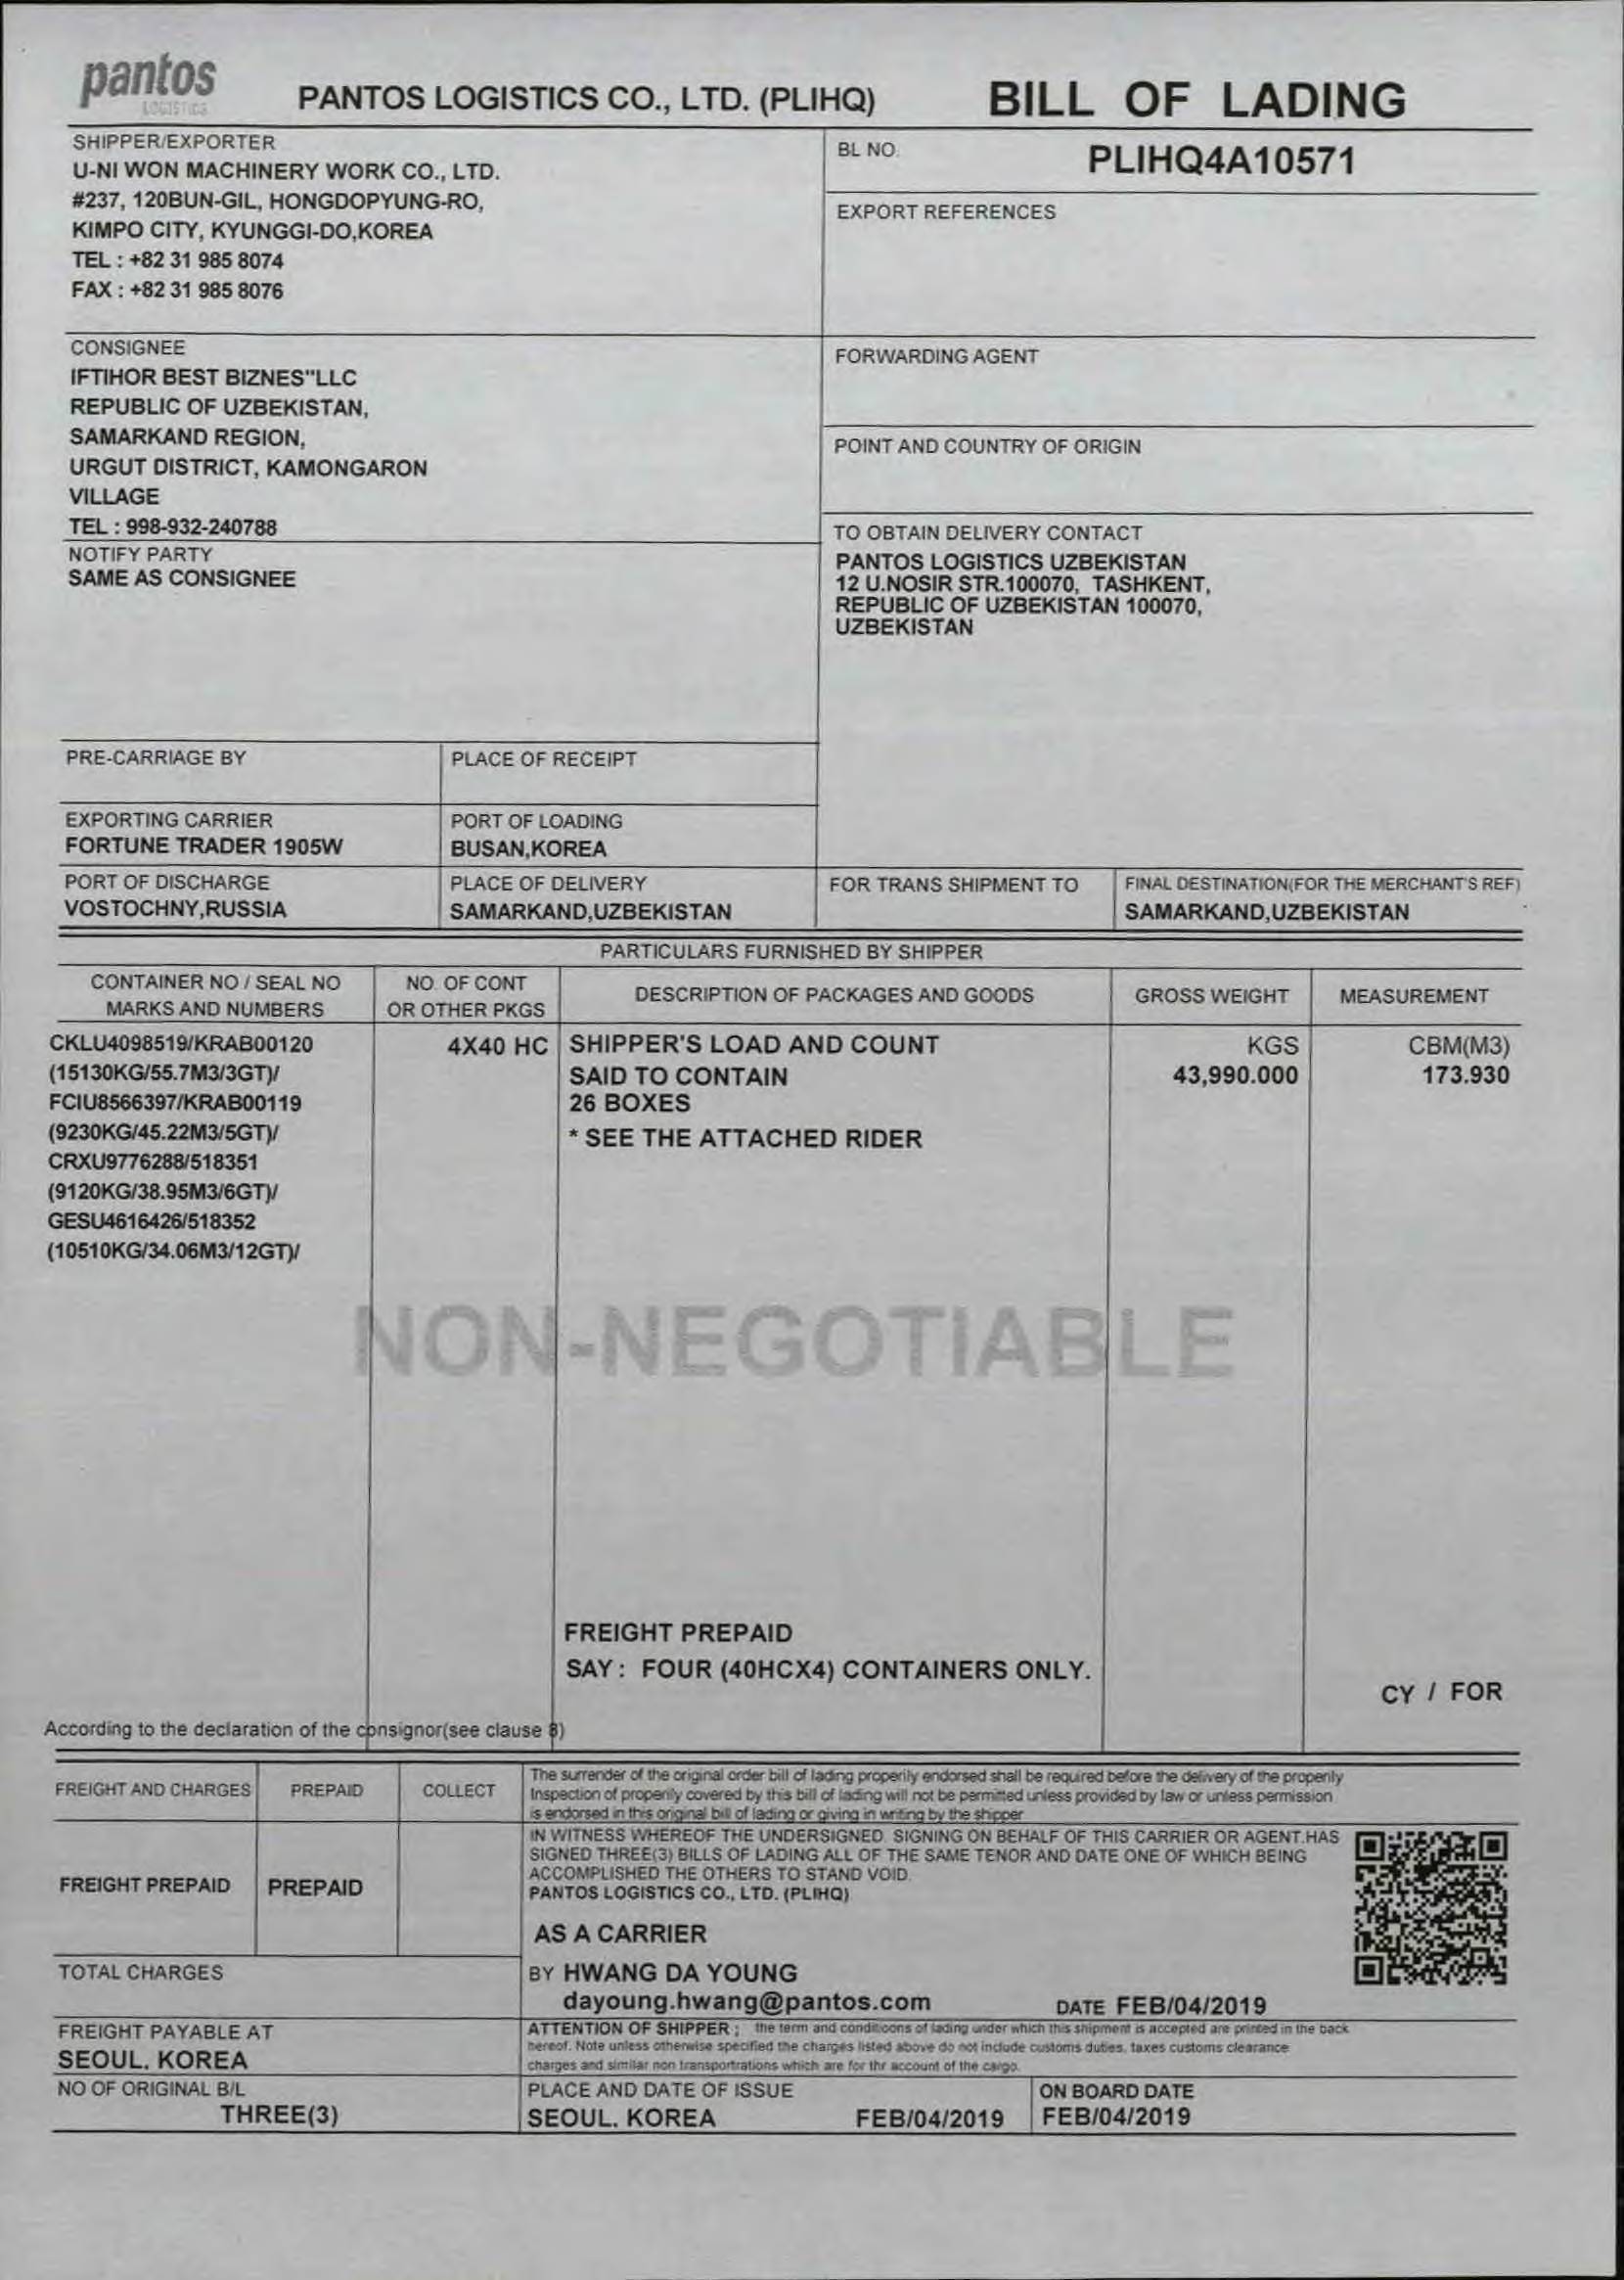 pantos
LOGISTICS
PANTOS LOGISTICS CO., LTD. (PLIHQ)
BILL OF LADING
SHIPPER/EXPORTER
U-NI WON MACHINERY WORK CO., LTD.
#237, 120BUN-GIL, HONGDOPYUNG-RO,
KIMPO CITY, KYUNGGI-DO,KOREA
TEL : +82 31 985 8074
FAX : +82 31 985 8076
BL NO.
PLIHQ4A10571
EXPORT REFERENCES
CONSIGNEE
IFTIHOR BEST BIZNES"LLC
REPUBLIC OF UZBEKISTAN,
SAMARKAND REGION,
URGUT DISTRICT, KAMONGARON
VILLAGE
TEL : 998-932-240788
FORWARDING AGENT
POINT AND COUNTRY OF ORIGIN
NOTIFY PARTY
SAME AS CONSIGNEE
TO OBTAIN DELIVERY CONTACT
PANTOS LOGISTICS UZBEKISTAN
12 U.NOSIR STR.100070, TASHKENT,
REPUBLIC OF UZBEKISTAN 100070,
UZBEKISTAN
PRE-CARRIAGE BY
PLACE OF RECEIPT
EXPORTING CARRIER
FORTUNE TRADER 1905W
PORT OF LOADING
BUSAN,KOREA
PORT OF DISCHARGE
VOSTOCHNY,RUSSIA
PLACE OF DELIVERY
SAMARKAND,UZBEKISTAN
FOR TRANS SHIPMENT TO
FINAL DESTINATION(FOR THE MERCHANT'S REF)
SAMARKAND,UZBEKISTAN
PARTICULARS FURNISHED BY SHIPPER
CONTAINER NO / SEAL NO
MARKS AND NUMBERS
NO. OF CONT
OR OTHER PKGS
DESCRIPTION OF PACKAGES AND GOODS
GROSS WEIGHT
MEASUREMENT
CKLU4098519/KRAB00120
(15130KG/55.7M3/3GT)/
FCIU8566397/KRAB00119
(9230KG/45.22M3/5GT)/
CRXU9776288/518351
(9120KG/38.95M3/6GT)/
GESU4616426/518352
(10510KG/34.06M3/12GT)/
4X40 HC
SHIPPER'S LOAD AND COUNT
SAID TO CONTAIN
26 BOXES
* SEE THE ATTACHED RIDER
KGS
43,990.000
CBM(M3)
173.930
NON-NEGOTIABLE
FREIGHT PREPAID
SAY : FOUR (40HCX4) CONTAINERS ONLY.
CY / FOR
According to the declaration of the consignor(see clause 8)
FREIGHT AND CHARGES
PREPAID
COLLECT
The surrender of the original order bill of lading properily endorsed shall be required before the delivery of the properily
Inspection of properily covered by this bill of lading will not be permitted unless provided by law or unless permission
is endorsed in this original bill of lading or giving in writing by the shipper
FREIGHT PREPAID
PREPAID
IN WITNESS WHEREOF THE UNDERSIGNED. SIGNING ON BEHALF OF THIS CARRIER OR AGENT.HAS
SIGNED THREE(3) BILLS OF LADING ALL OF THE SAME TENOR AND DATE ONE OF WHICH BEING
ACCOMPLISHED THE OTHERS TO STAND VOID.
PANTOS LOGISTICS CO., LTD. (PLIHQ)
AS A CARRIER
BY HWANG DA YOUNG
dayoung.hwang@pantos.com
DATE FEB/04/2019
TOTAL CHARGES
FREIGHT PAYABLE AT
SEOUL. KOREA
ATTENTION OF SHIPPER ; the term and conditioons of lading under which this shipment is accepted are printed in the back
hereof. Note unless otherwise specified the charges listed above do not include customs duties, taxes customs clearance
charges and similar non transportrations which are for thr account of the cargo.
NO OF ORIGINAL B/L
THREE(3)
PLACE AND DATE OF ISSUE
SEOUL. KOREA FEB/04/2019
ON BOARD DATE
FEB/04/2019